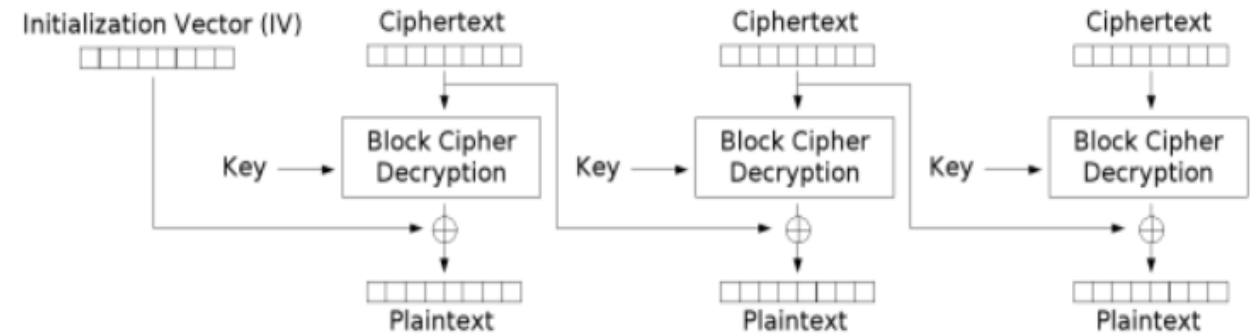 Initialization Vector (IV)
Ciphertext
Ciphertext
Ciphertext
Key
Block Cipher
Decryption
Key
Block Cipher
Decryption
Key
Block Cipher
Decryption
Plaintext
Plaintext
Plaintext